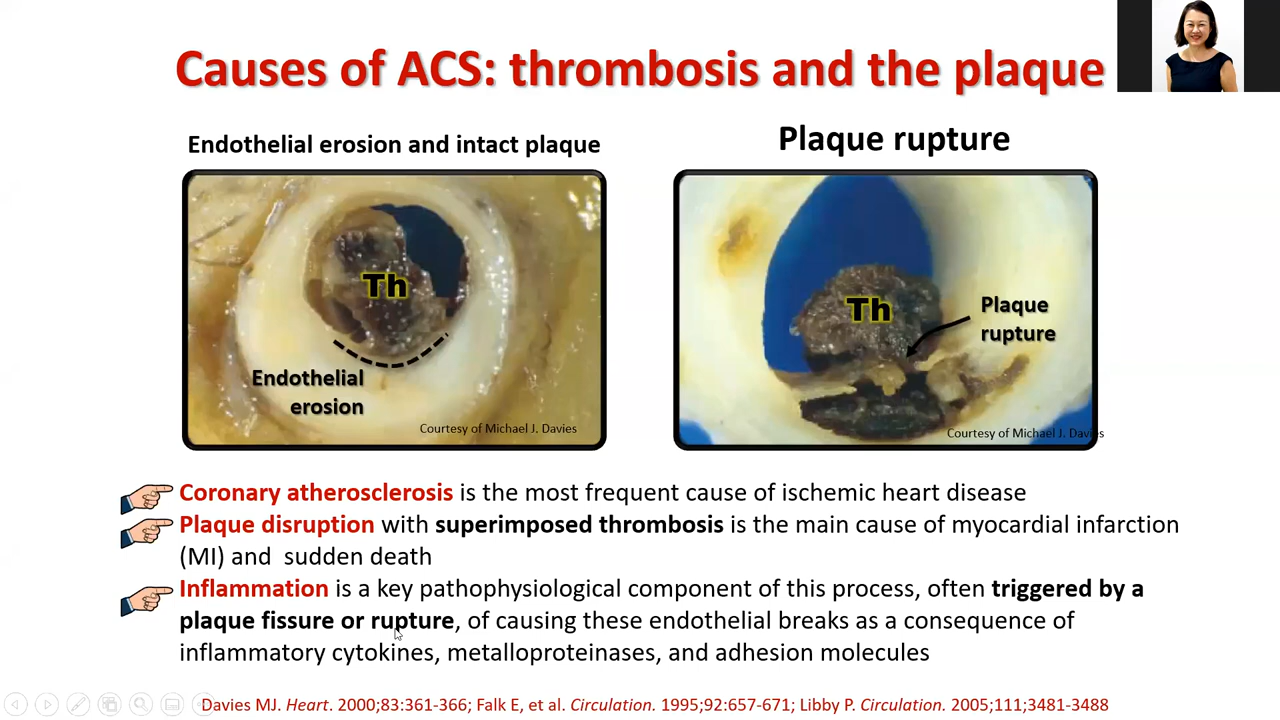 Causes of ACS: thrombosis and the plaque
Endothelial erosion and intact plaque
Th
Endothelial
erosion
Courtesy of Michael J. Davies
Plaque rupture
Th
Plaque
rupture
Courtesy of Michael J. Davies
Coronary atherosclerosis is the most frequent cause of ischemic heart disease
Plaque disruption with superimposed thrombosis is the main cause of myocardial infarction
(MI) and  sudden death
Inflammation is a key pathophysiological component of this process, often triggered by a
plaque fissure or rupture, of causing these endothelial breaks as a consequence of
inflammatory cytokines, metalloproteinases, and adhesion molecules
Davies MJ. Heart. 2000;83:361-366; Falk E, et al. Circulation. 1995;92:657-671; Libby P. Circulation. 2005;111;3481-3488